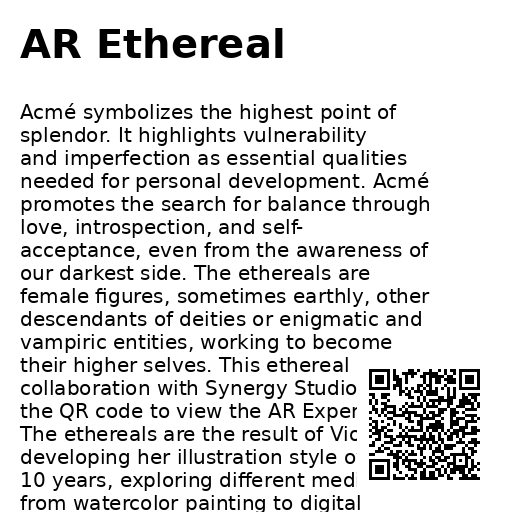 AR Ethereal
Acmé symbolizes the highest point of
splendor. It highlights vulnerability
and imperfection as essential qualities
needed for personal development. Acmé
promotes the search for balance through
love, introspection, and self-
acceptance, even from the awareness of
our darkest side. The ethereals are
female figures, sometimes earthly, other
descendants of deities or enigmatic and
vampiric entities, working to become
their higher selves. This ethereal
collaboration with Synergy Studio
the QR code to view the AR
The ethereals are the result of
developing her illustration style
10 years, exploring different
from watercolor painting to digital